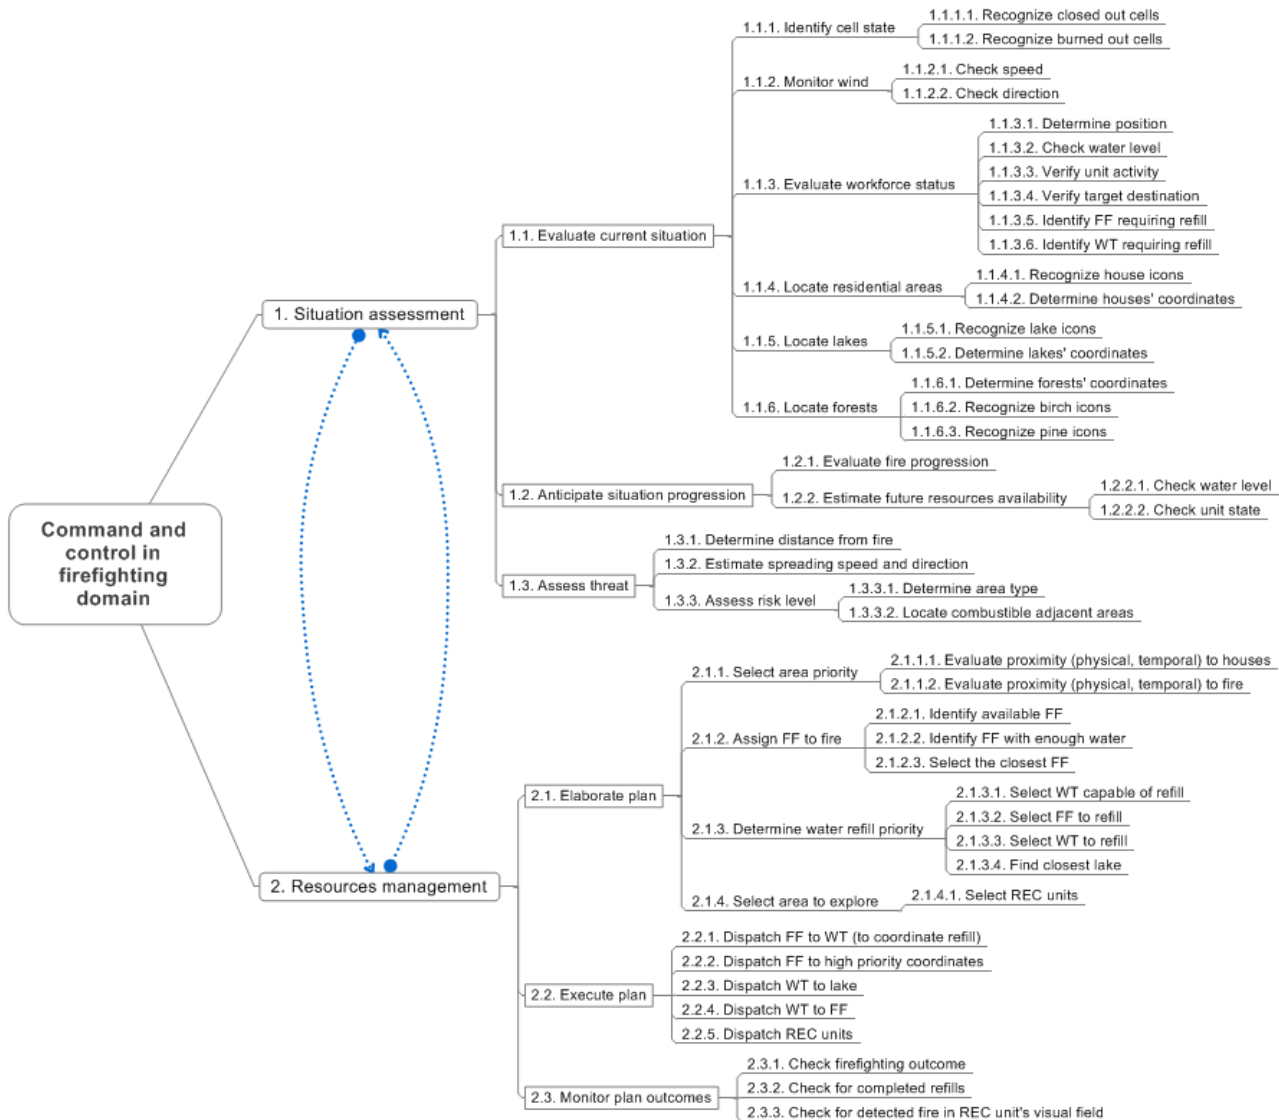 Command and
control in
firefighting
domain
1. Situation assessment
1.1. Evaluate current situation
1.1.1. Identify cell state
1.1.1.1. Recognize closed out cells
1.1.1.2. Recognize burned out cells
1.1.2. Monitor wind
1.1.2.1. Check speed
1.1.2.2. Check direction
1.1.3. Evaluate workforce status
1.1.3.1. Determine position
1.1.3.2. Check water level
1.1.3.3. Verify unit activity
1.1.3.4. Verify target destination
1.1.3.5. Identify FF requiring refill
1.1.3.6. Identify WT requiring refill
1.1.4. Locate residential areas
1.1.4.1. Recognize house icons
1.1.4.2. Determine houses' coordinates
1.1.5. Locate lakes
1.1.5.1. Recognize lake icons
1.1.5.2. Determine lakes' coordinates
1.1.6. Locate forests
1.1.6.1. Determine forests' coordinates
1.1.6.2. Recognize birch icons
1.1.6.3. Recognize pine icons
1.2. Anticipate situation progression
1.2.1. Evaluate fire progression
1.2.2. Estimate future resources availability
1.2.2.1. Check water level
1.2.2.2. Check unit state
1.3. Assess threat
1.3.1. Determine distance from fire
1.3.2. Estimate spreading speed and direction
1.3.3. Assess risk level
1.3.3.1. Determine area type
1.3.3.2. Locate combustible adjacent areas
2. Resources management
2.1. Elaborate plan
2.1.1. Select area priority
2.1.1.1. Evaluate proximity (physical, temporal) to houses
2.1.1.2. Evaluate proximity (physical, temporal) to fire
2.1.2. Assign FF to fire
2.1.2.1. Identify available FF
2.1.2.2. Identify FF with enough water
2.1.2.3. Select the closest FF
2.1.3. Determine water refill priority
2.1.3.1. Select WT capable of refill
2.1.3.2. Select FF to refill
2.1.3.3. Select WT to refill
2.1.3.4. Find closest lake
2.1.4. Select area to explore
2.1.4.1. Select REC units
2.2. Execute plan
2.2.1. Dispatch FF to WT (to coordinate refill)
2.2.2. Dispatch FF to high priority coordinates
2.2.3. Dispatch WT to lake
2.2.4. Dispatch WT to FF
2.2.5. Dispatch REC units
2.3. Monitor plan outcomes
2.3.1. Check firefighting outcome
2.3.2. Check for completed refills
2.3.3. Check for detected fire in REC unit's visual field